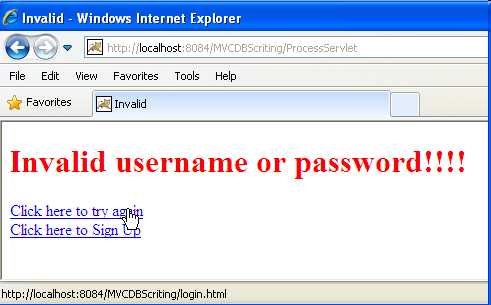 Invalid - Windows Internet Explorer
http://localhost:8084/MVCDBScriting/ProcessServlet
File Edit View Favorites Tools Help
Favorites Invalid
Invalid username or password!!!!
Click here to try again
Click here to Sign Up
http://localhost:8084/MVCDBScriting/login.html